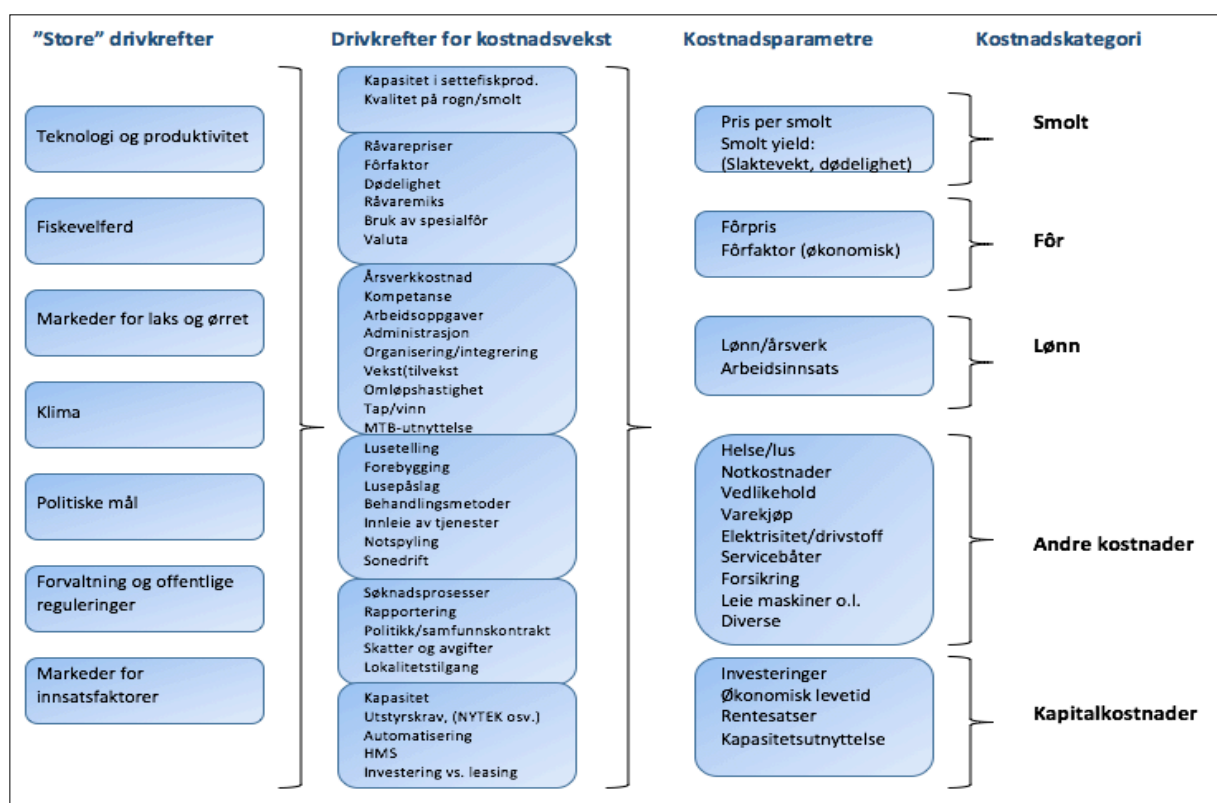 ”Store” drivkrefter
Teknologi og produktivitet
Fiskevelferd
Markeder for laks og ørret
Klima
Politiske mål
Forvaltning og offentlige
reguleringer
Markeder for
innsatsfaktorer
Drivkrefter for kostnadsvekst
Kapasitet i settefiskprod.
Kvalitet på rogn/smolt
Råvarepriser
Fôrfaktor
Dødelighet
Råvaremiks
Bruk av spesialfôr
Valuta
Årsverkkostnad
Kompetanse
Arbeidsoppgaver
Administrasjon
Organisering/integrering
Vekst(tilvekst
Omløpshastighet
Tap/vinn
MTB-utnyttelse
Lusetelling
Forebygging
Lusepåslag
Behandlingsmetoder
Innleie av tjenester
Notspyling
Sonedrift
Søknadsprosesser
Rapportering
Politikk/samfunnskontrakt
Skatter og avgifter
Lokalitetstilgang
Kapasitet
Utstyrskrav, (NYTEK osv.)
Automatisering
HMS
Investering vs. leasing
Kostnadsparametre
Pris per smolt
Smolt yield:
(Slaktevekt, dødelighet)
Fôrpris
Fôrfaktor (økonomisk)
Lønn/årsverk
Arbeidsinnsats
Helse/lus
Notkostnader
Vedlikehold
Varekjøp
Elektrisitet/drivstoff
Servicebåter
Forsikring
Leie maskiner o.l.
Diverse
Investeringer
Økonomisk levetid
Rentesatser
Kapasitetsutnyttelse
Kostnadskategori
Smolt
Fôr
Lønn
Andre kostnader
Kapitalkostnader